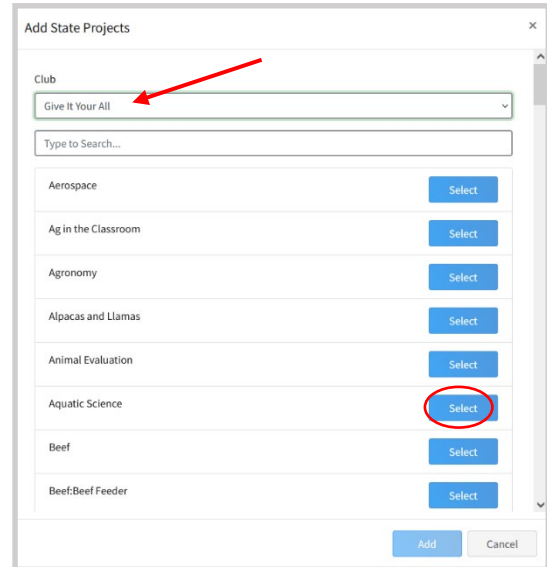 Add State Projects ×
Club
Give It Your All
Type to Search...
Aerospace Select
Ag in the Classroom Select
Agronomy Select
Alpacas and Llamas Select
Animal Evaluation Select
Aquatic Science Select
Beef Select
Beef:Beef Feeder Select
Add Cancel